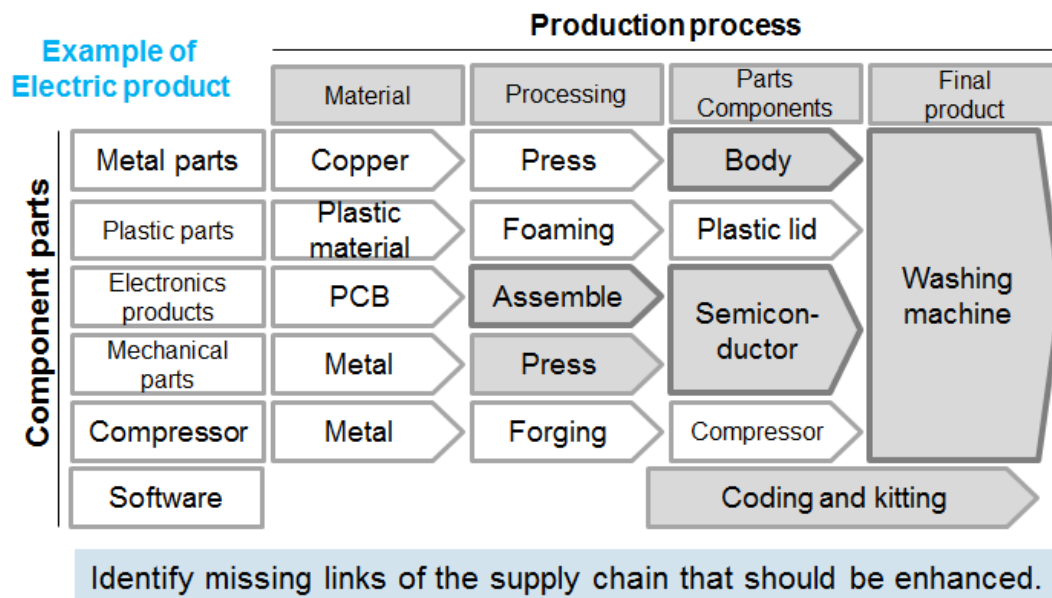 Production process
Example of
Electric product
Material
Processing
Parts
Components
Final
product
Component parts
Metal parts
Copper
Press
Body
Plastic parts
Plastic
material
Foaming
Plastic lid
Electronics
products
PCB
Assemble
Semicon-
ductor
Washing
machine
Mechanical
parts
Metal
Press
Compressor
Metal
Forging
Compressor
Software
Coding and kitting
Identify missing links of the supply chain that should be enhanced.